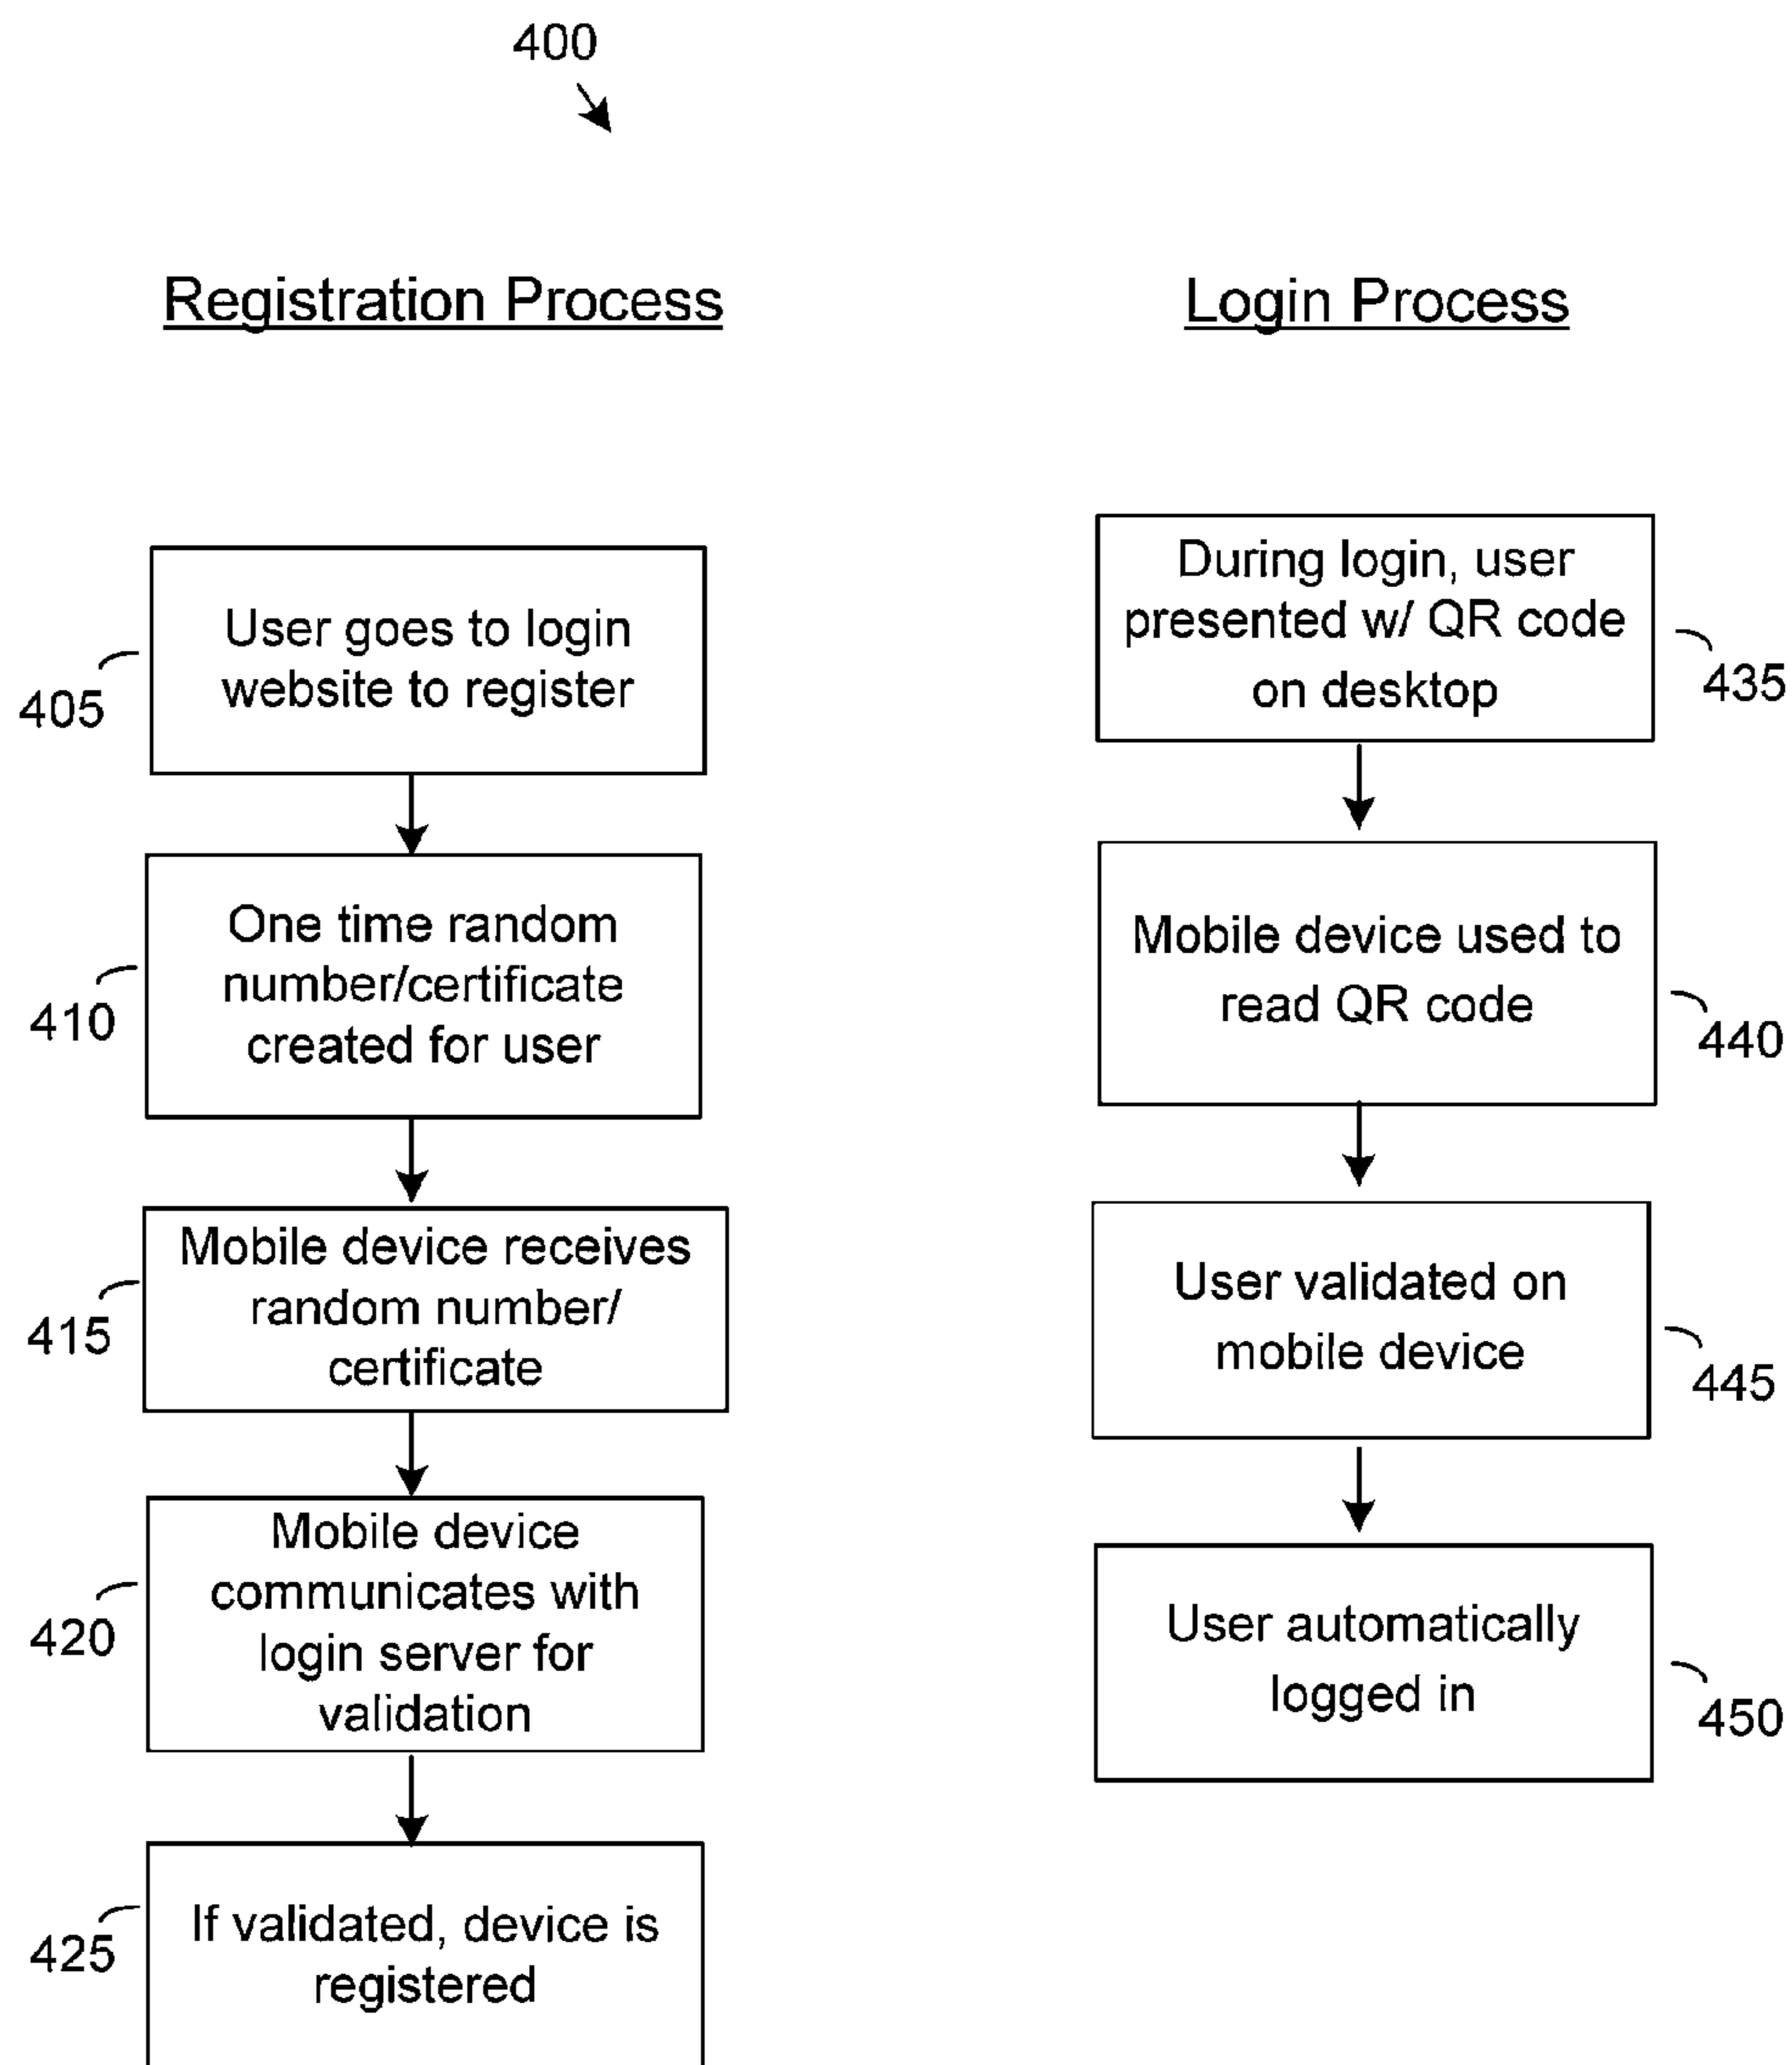 400
Registration Process
User goes to login
website to register
405
One time random
number/certificate
created for user
410
Mobile device receives
random number/
certificate
415
Mobile device
communicates with
login server for
validation
420
If validated, device is
registered
425
Login Process
During login, user
presented w/ QR code
on desktop
435
Mobile device used to
read QR code
440
User validated on
mobile device
445
User automatically
logged in
450